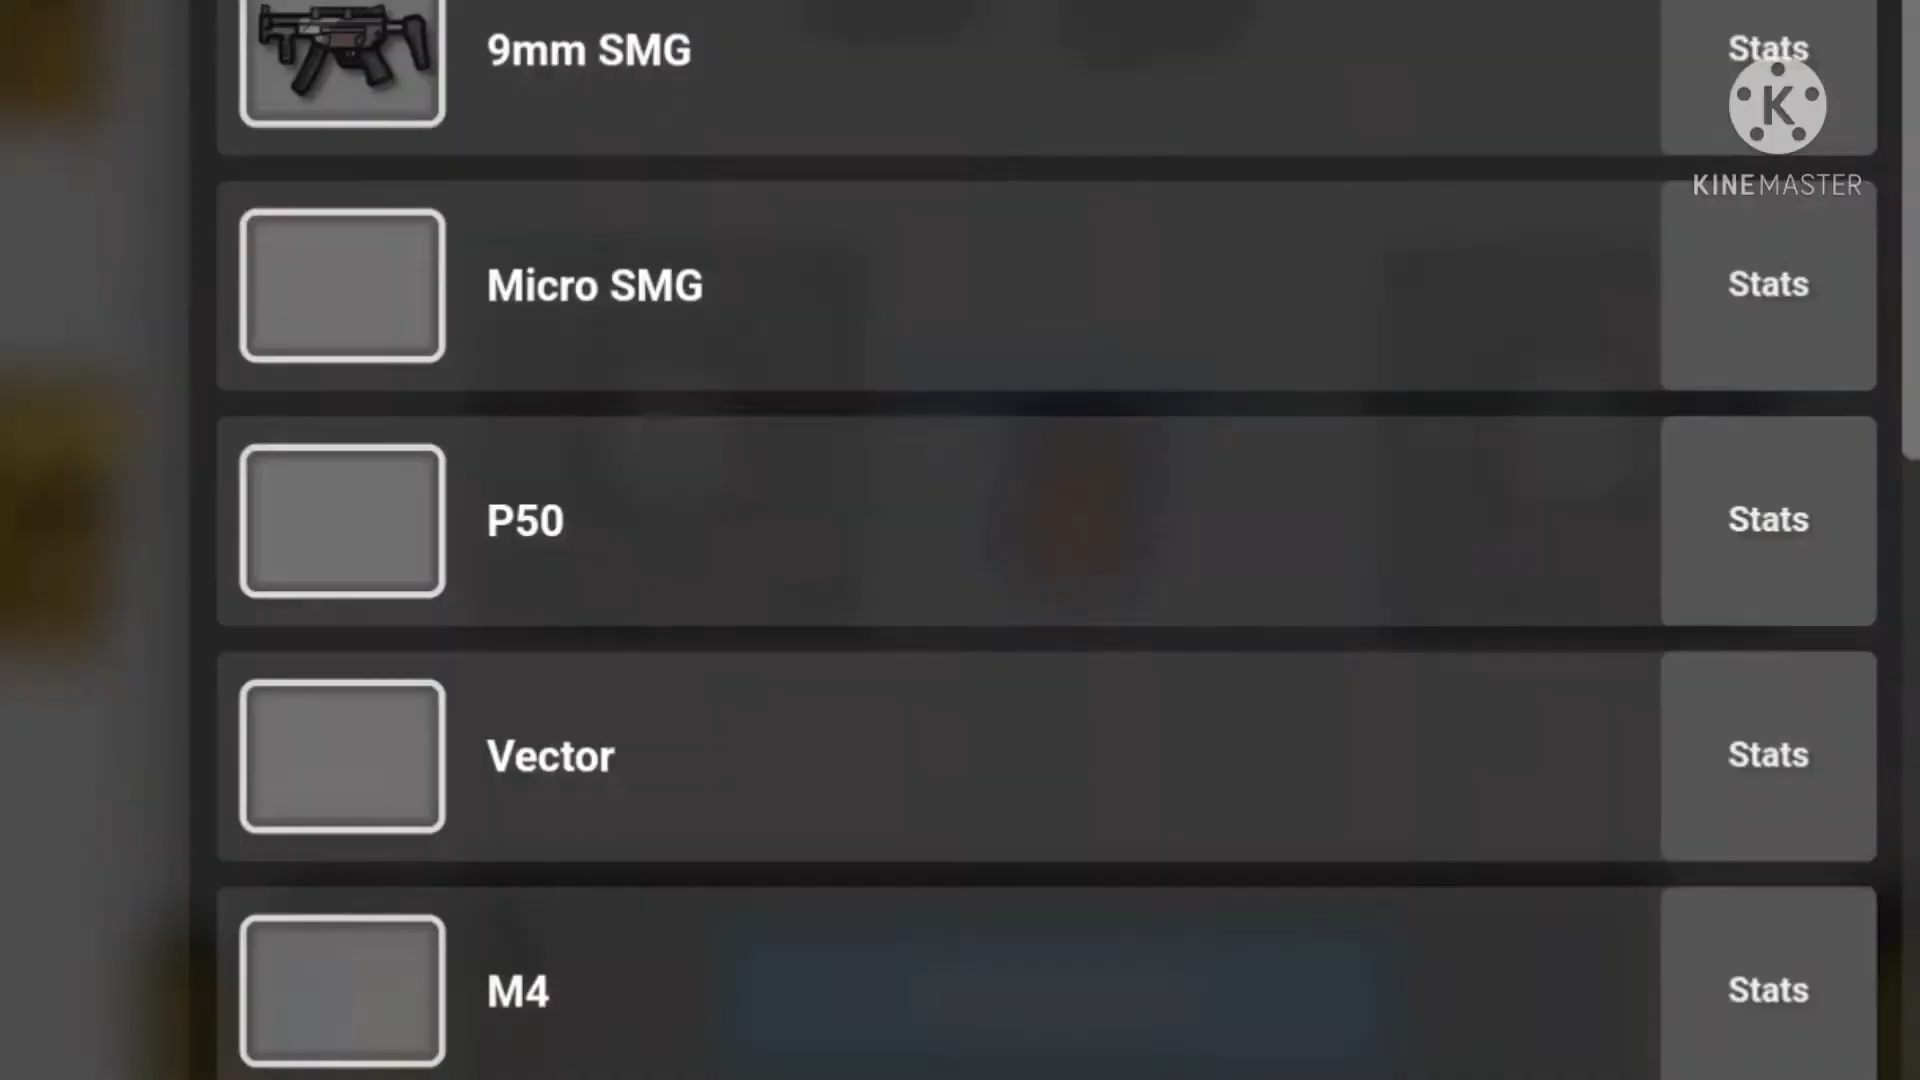 9mm SMG
Stats
K
KINEMASTER
Micro SMG
Stats
P50
Stats
Vector
Stats
M4
Stats